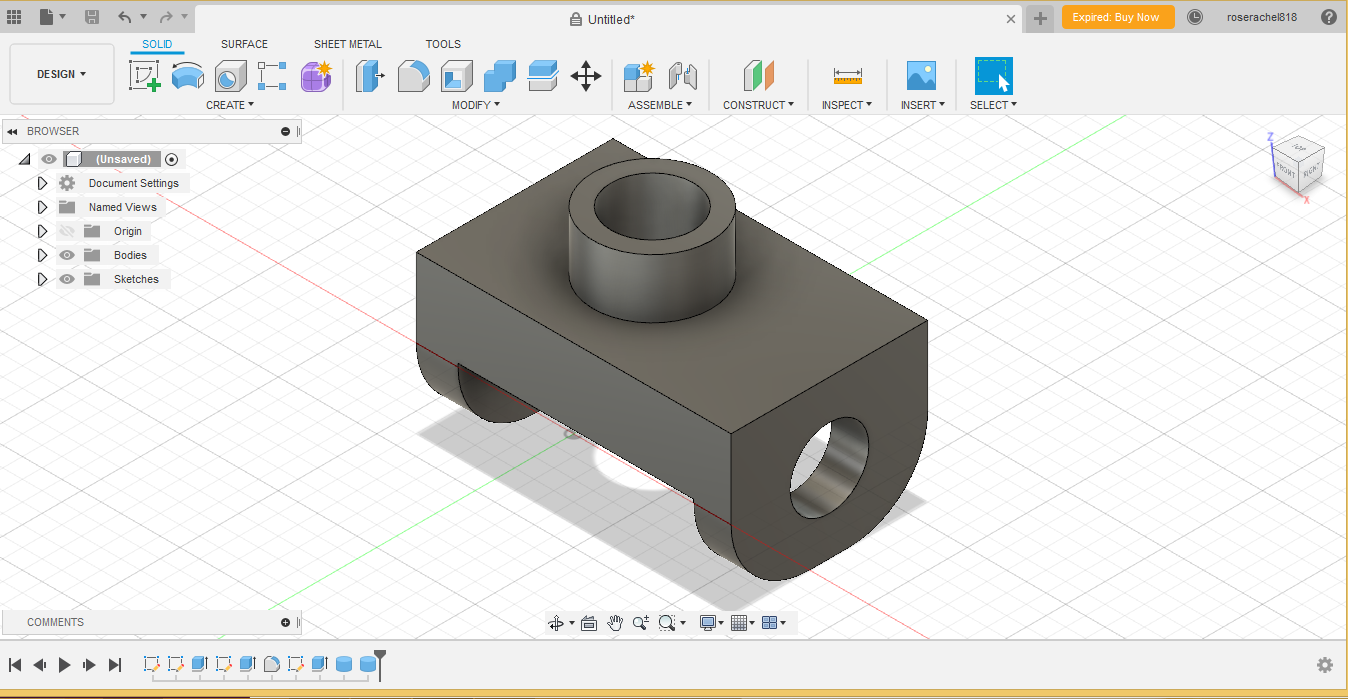 Untitled*
Expired: Buy Now
roserachel818
SOLID SURFACE SHEET METAL TOOLS
DESIGN
CREATE MODIFY ASSEMBLE CONSTRUCT INSPECT INSERT SELECT
BROWSER
(Unsaved)
Document Settings
Named Views
Origin
Bodies
Sketches
Z
TOP
FRONT RIGHT
X
COMMENTS